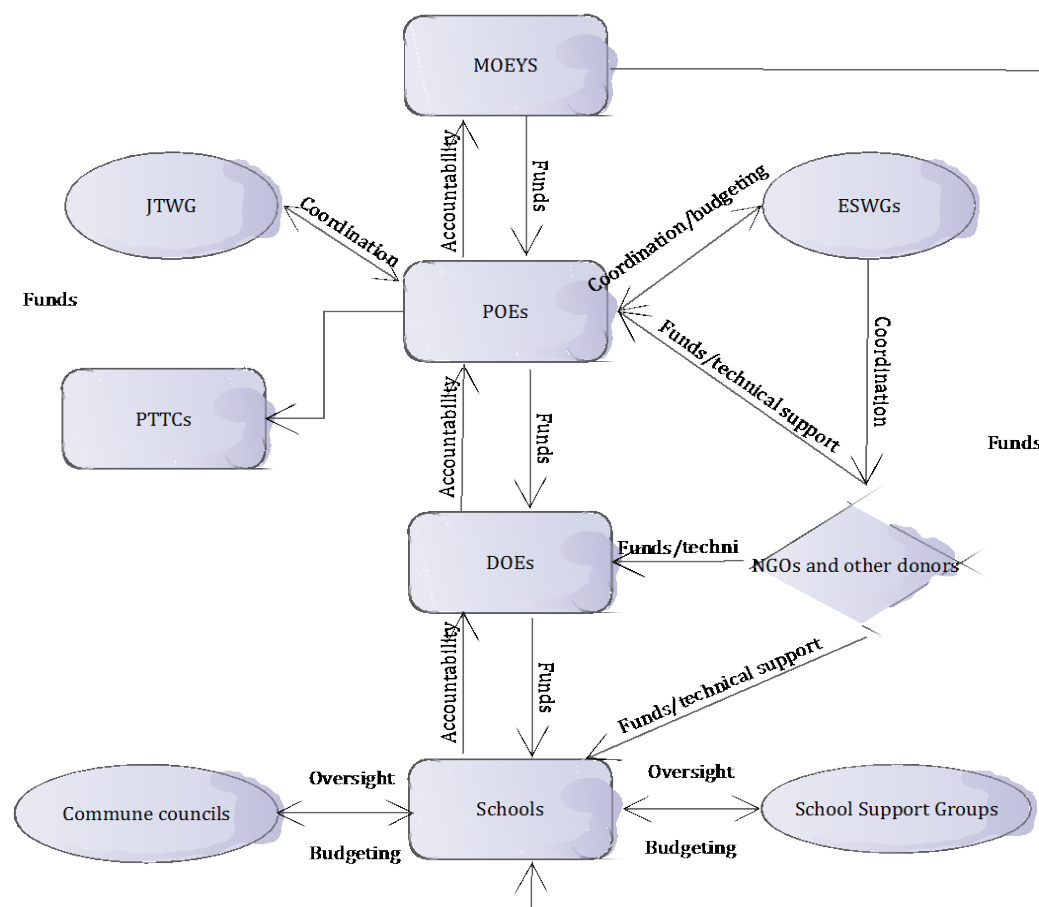 MOEYS
Accountability
Funds
JTWG
Coordination
Coordination/budgeting
ESWGs
Funds
POEs
Funds/technical support
Coordination
PTTCs
Accountability
Funds
Funds
DOEs
Funds/techni
NGOs and other donors
Accountability
Funds
Funds/technical support
Oversight
Oversight
Commune councils
Schools
School Support Groups
Budgeting
Budgeting